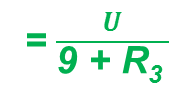 = U / (9 + R₃)